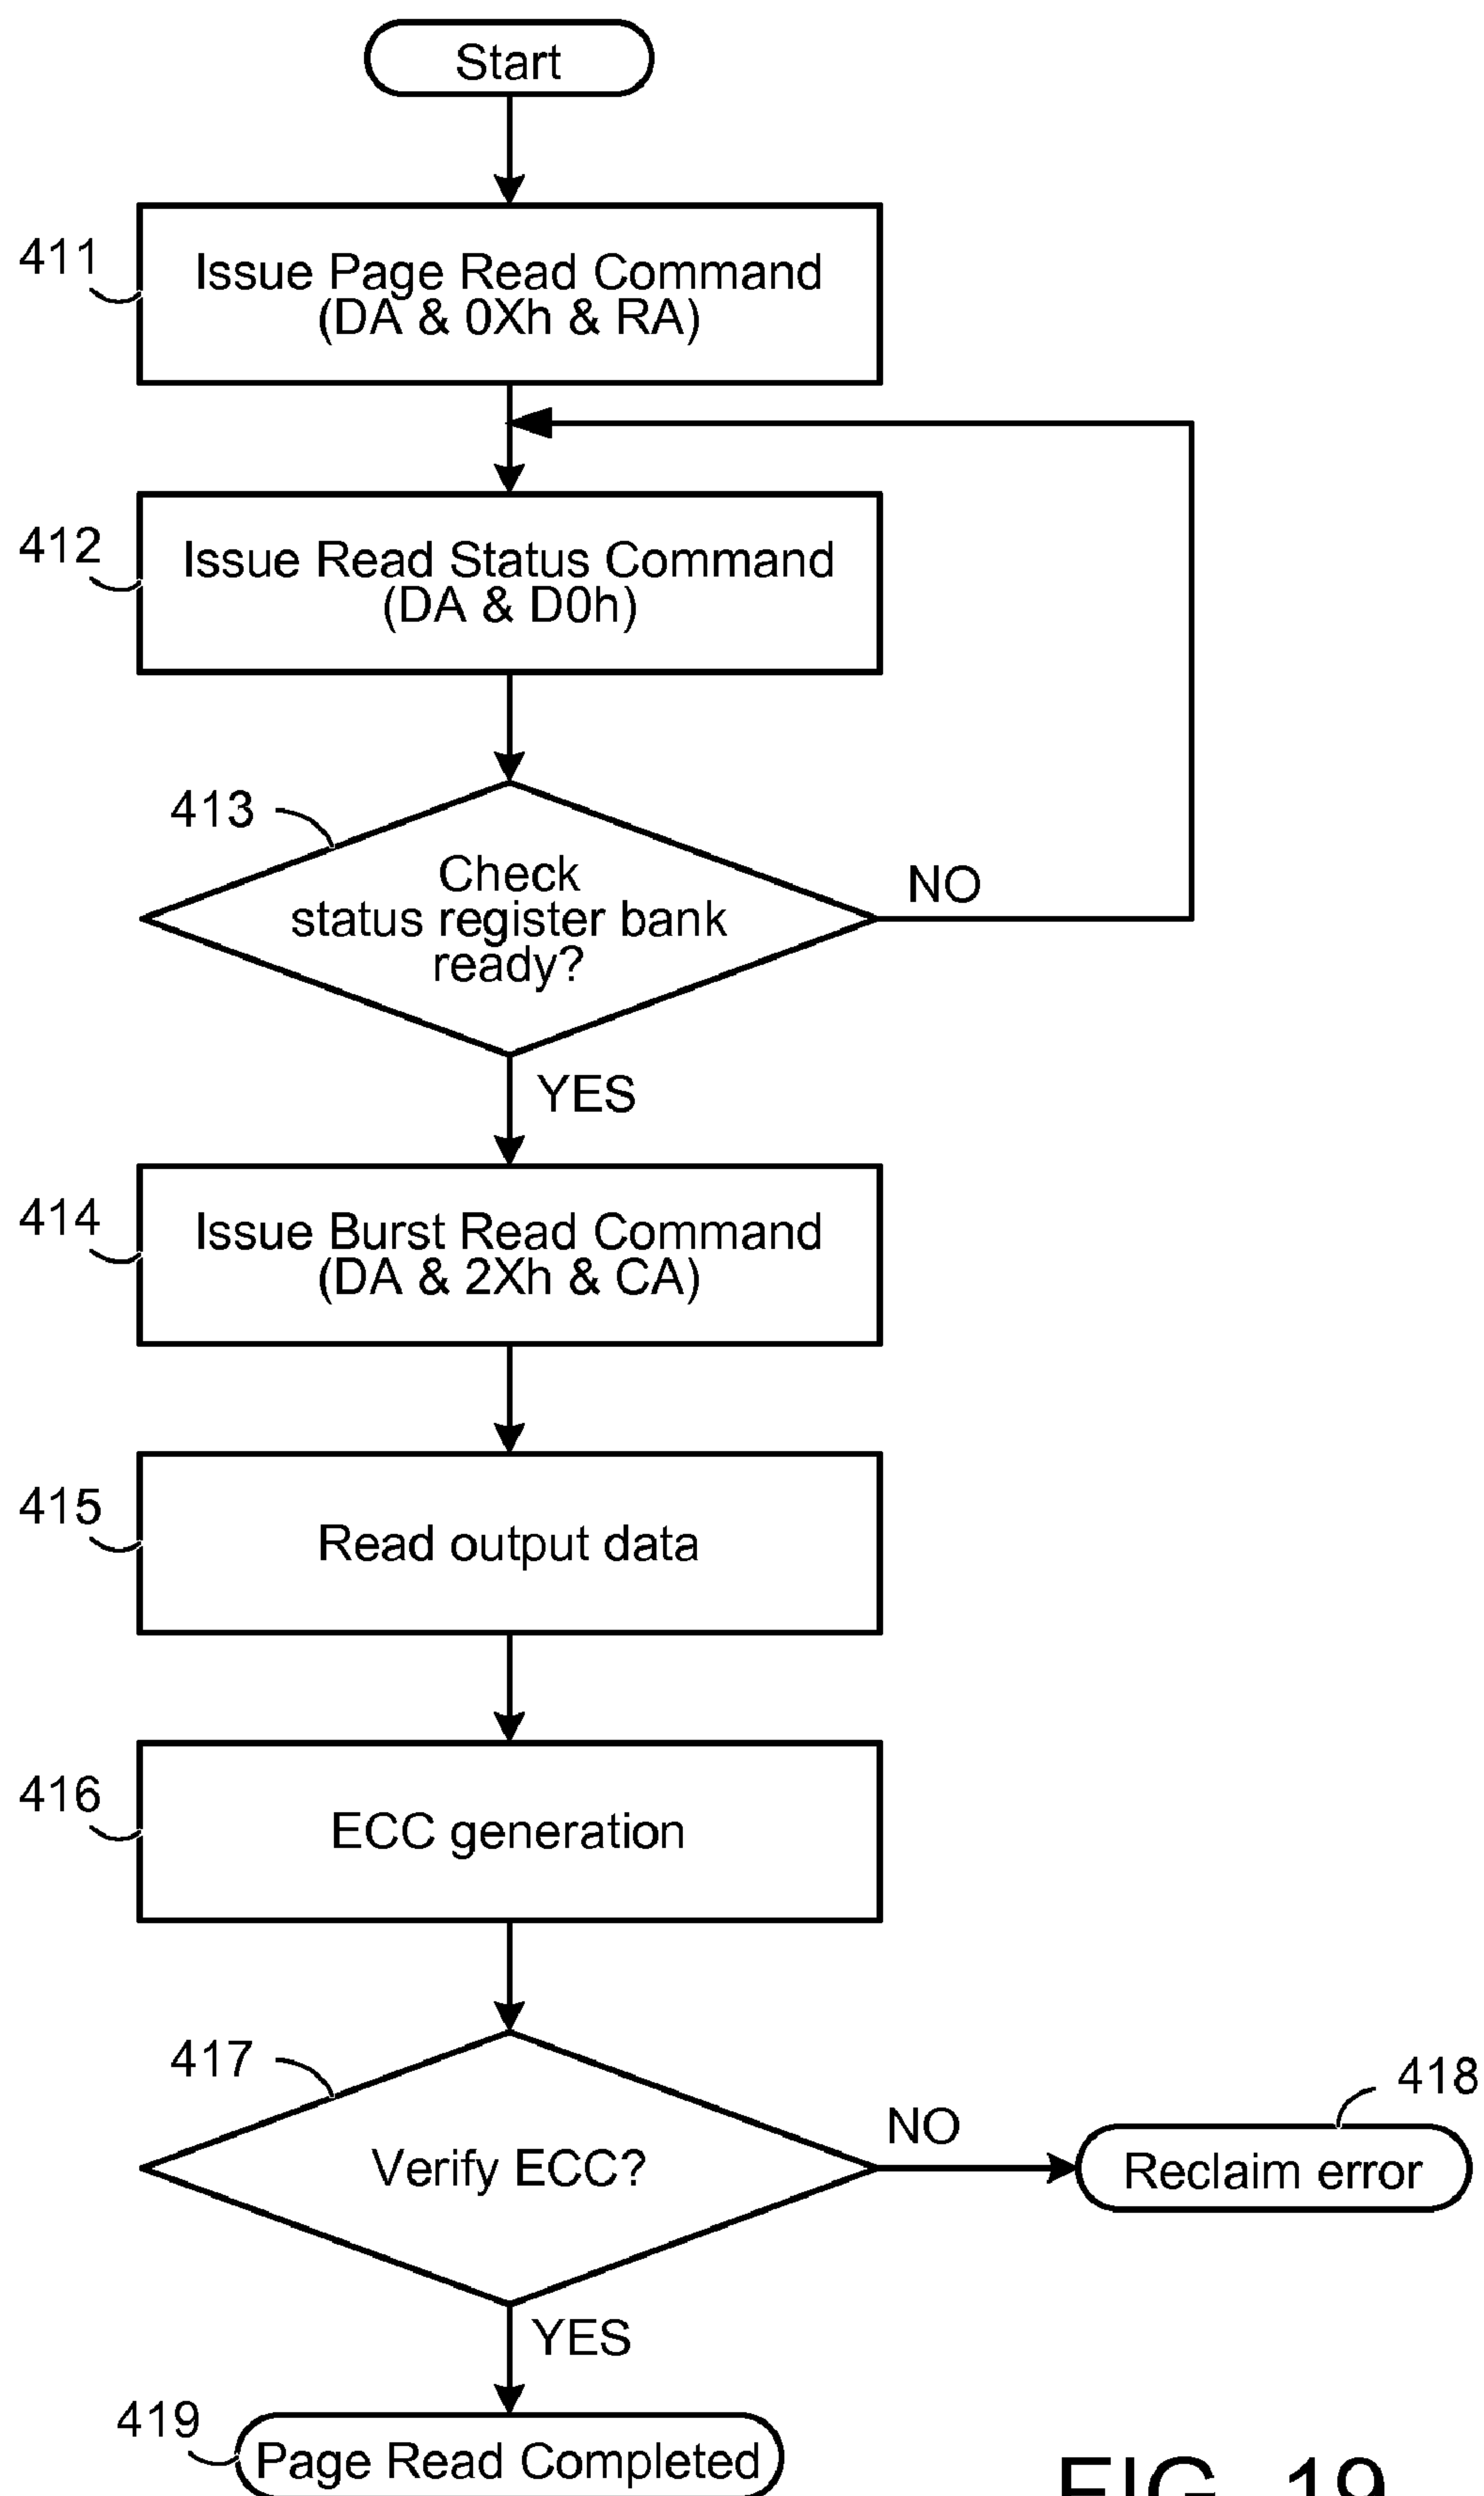 Start
411
Issue Page Read Command
(DA & 0Xh & RA)
412
Issue Read Status Command
(DA & D0h)
413
Check
status register bank
ready?
NO
YES
414
Issue Burst Read Command
(DA & 2Xh & CA)
415
Read output data
416
ECC generation
417
Verify ECC?
NO
418
Reclaim error
YES
419
Page Read Completed
FIG. 19